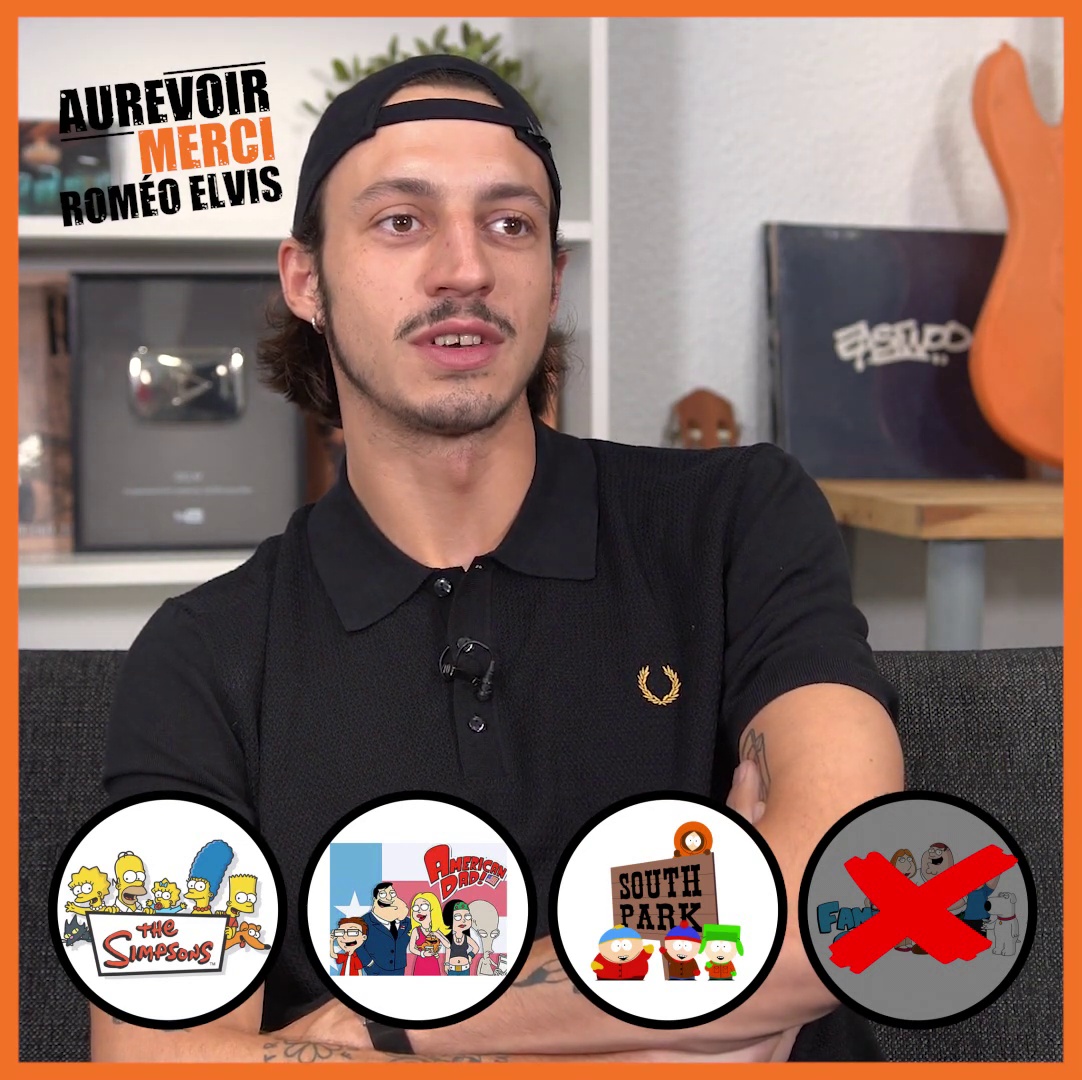 AUREVOIR
MERCI
ROMÉO ELVIS
THE
SIMPSONS
AMERICAN
DAD!
SOUTH
PARK